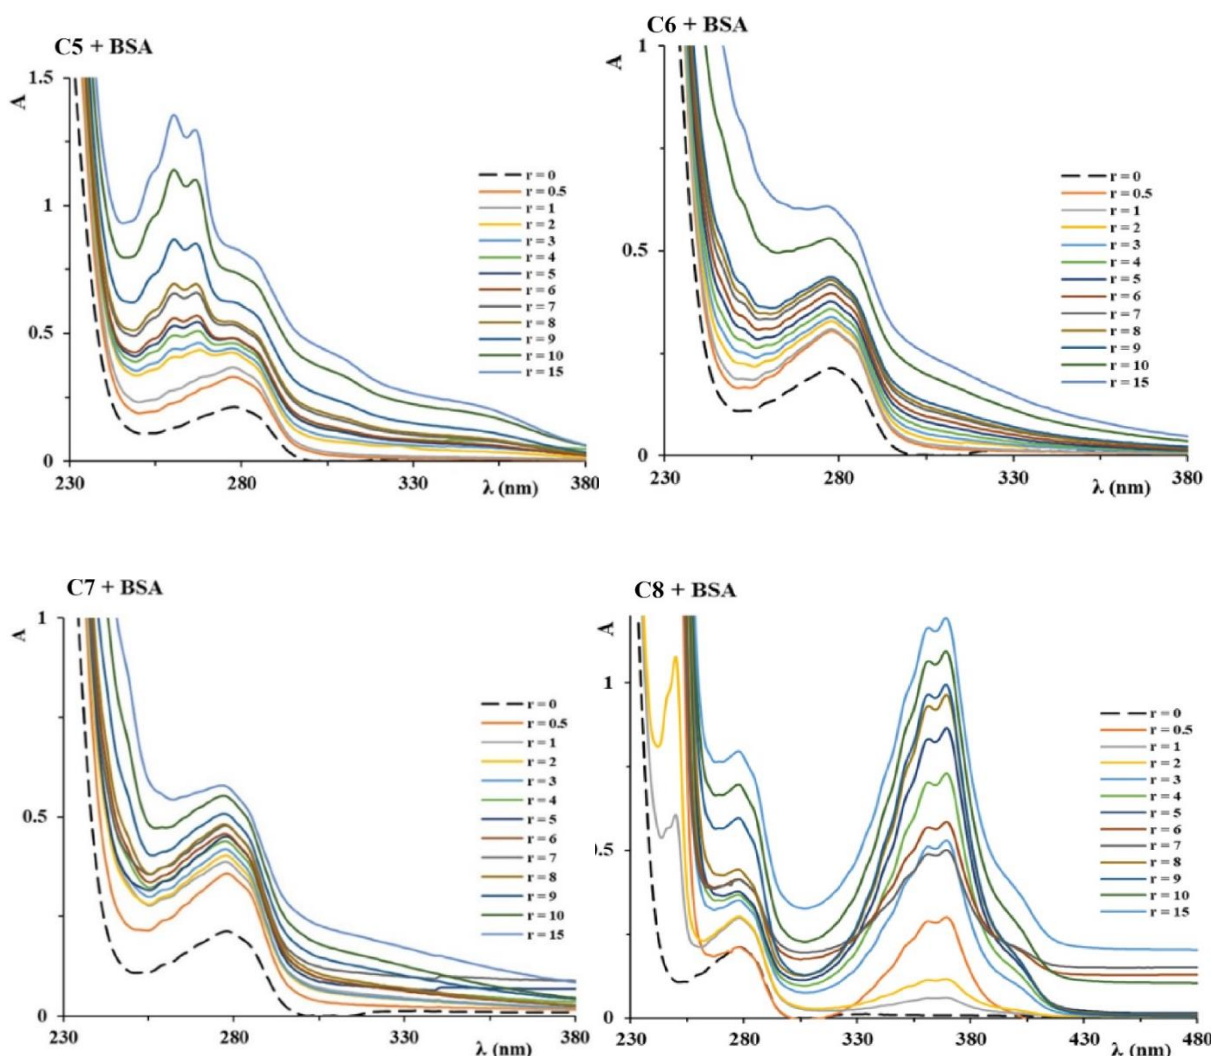 C5 + BSA
A
1.5
1
0.5
0
230
280
330
380
λ (nm)
r = 0
r = 0.5
r = 1
r = 2
r = 3
r = 4
r = 5
r = 6
r = 7
r = 8
r = 9
r = 10
r = 15
C6 + BSA
A
1
0.5
0
230
280
330
380
λ (nm)
r = 0
r = 0.5
r = 1
r = 2
r = 3
r = 4
r = 5
r = 6
r = 7
r = 8
r = 9
r = 10
r = 15
C7 + BSA
A
1
0.5
0
230
280
330
380
λ (nm)
r = 0
r = 0.5
r = 1
r = 2
r = 3
r = 4
r = 5
r = 6
r = 7
r = 8
r = 9
r = 10
r = 15
C8 + BSA
A
1
0.5
0
230
280
330
380
430
480
λ (nm)
r = 0
r = 0.5
r = 1
r = 2
r = 3
r = 4
r = 5
r = 6
r = 7
r = 8
r = 9
r = 10
r = 15